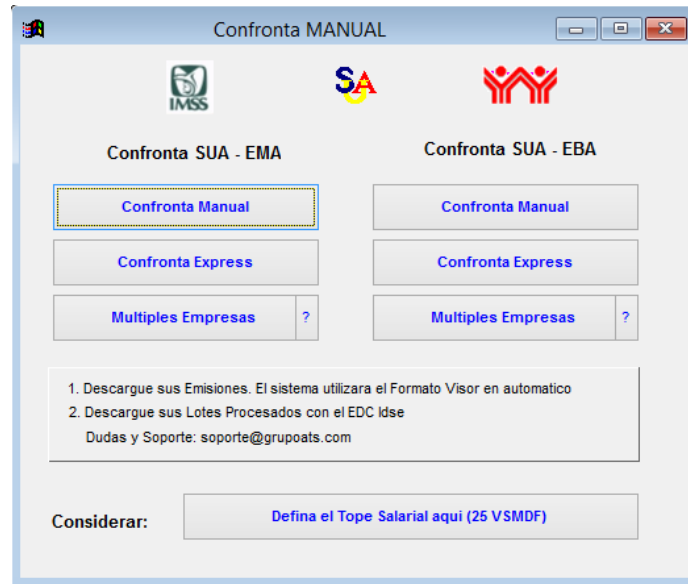 Confronta MANUAL
IMSS
SUA
Confronta SUA - EMA
Confronta SUA - EBA
Confronta Manual
Confronta Manual
Confronta Express
Confronta Express
Multiples Empresas ?
Multiples Empresas ?
1. Descargue sus Emisiones. El sistema utilizara el Formato Visor en automatico
2. Descargue sus Lotes Procesados con el EDC Idse
Dudas y Soporte: soporte@grupoats.com
Considerar:
Defina el Tope Salarial aqui (25 VSMDF)